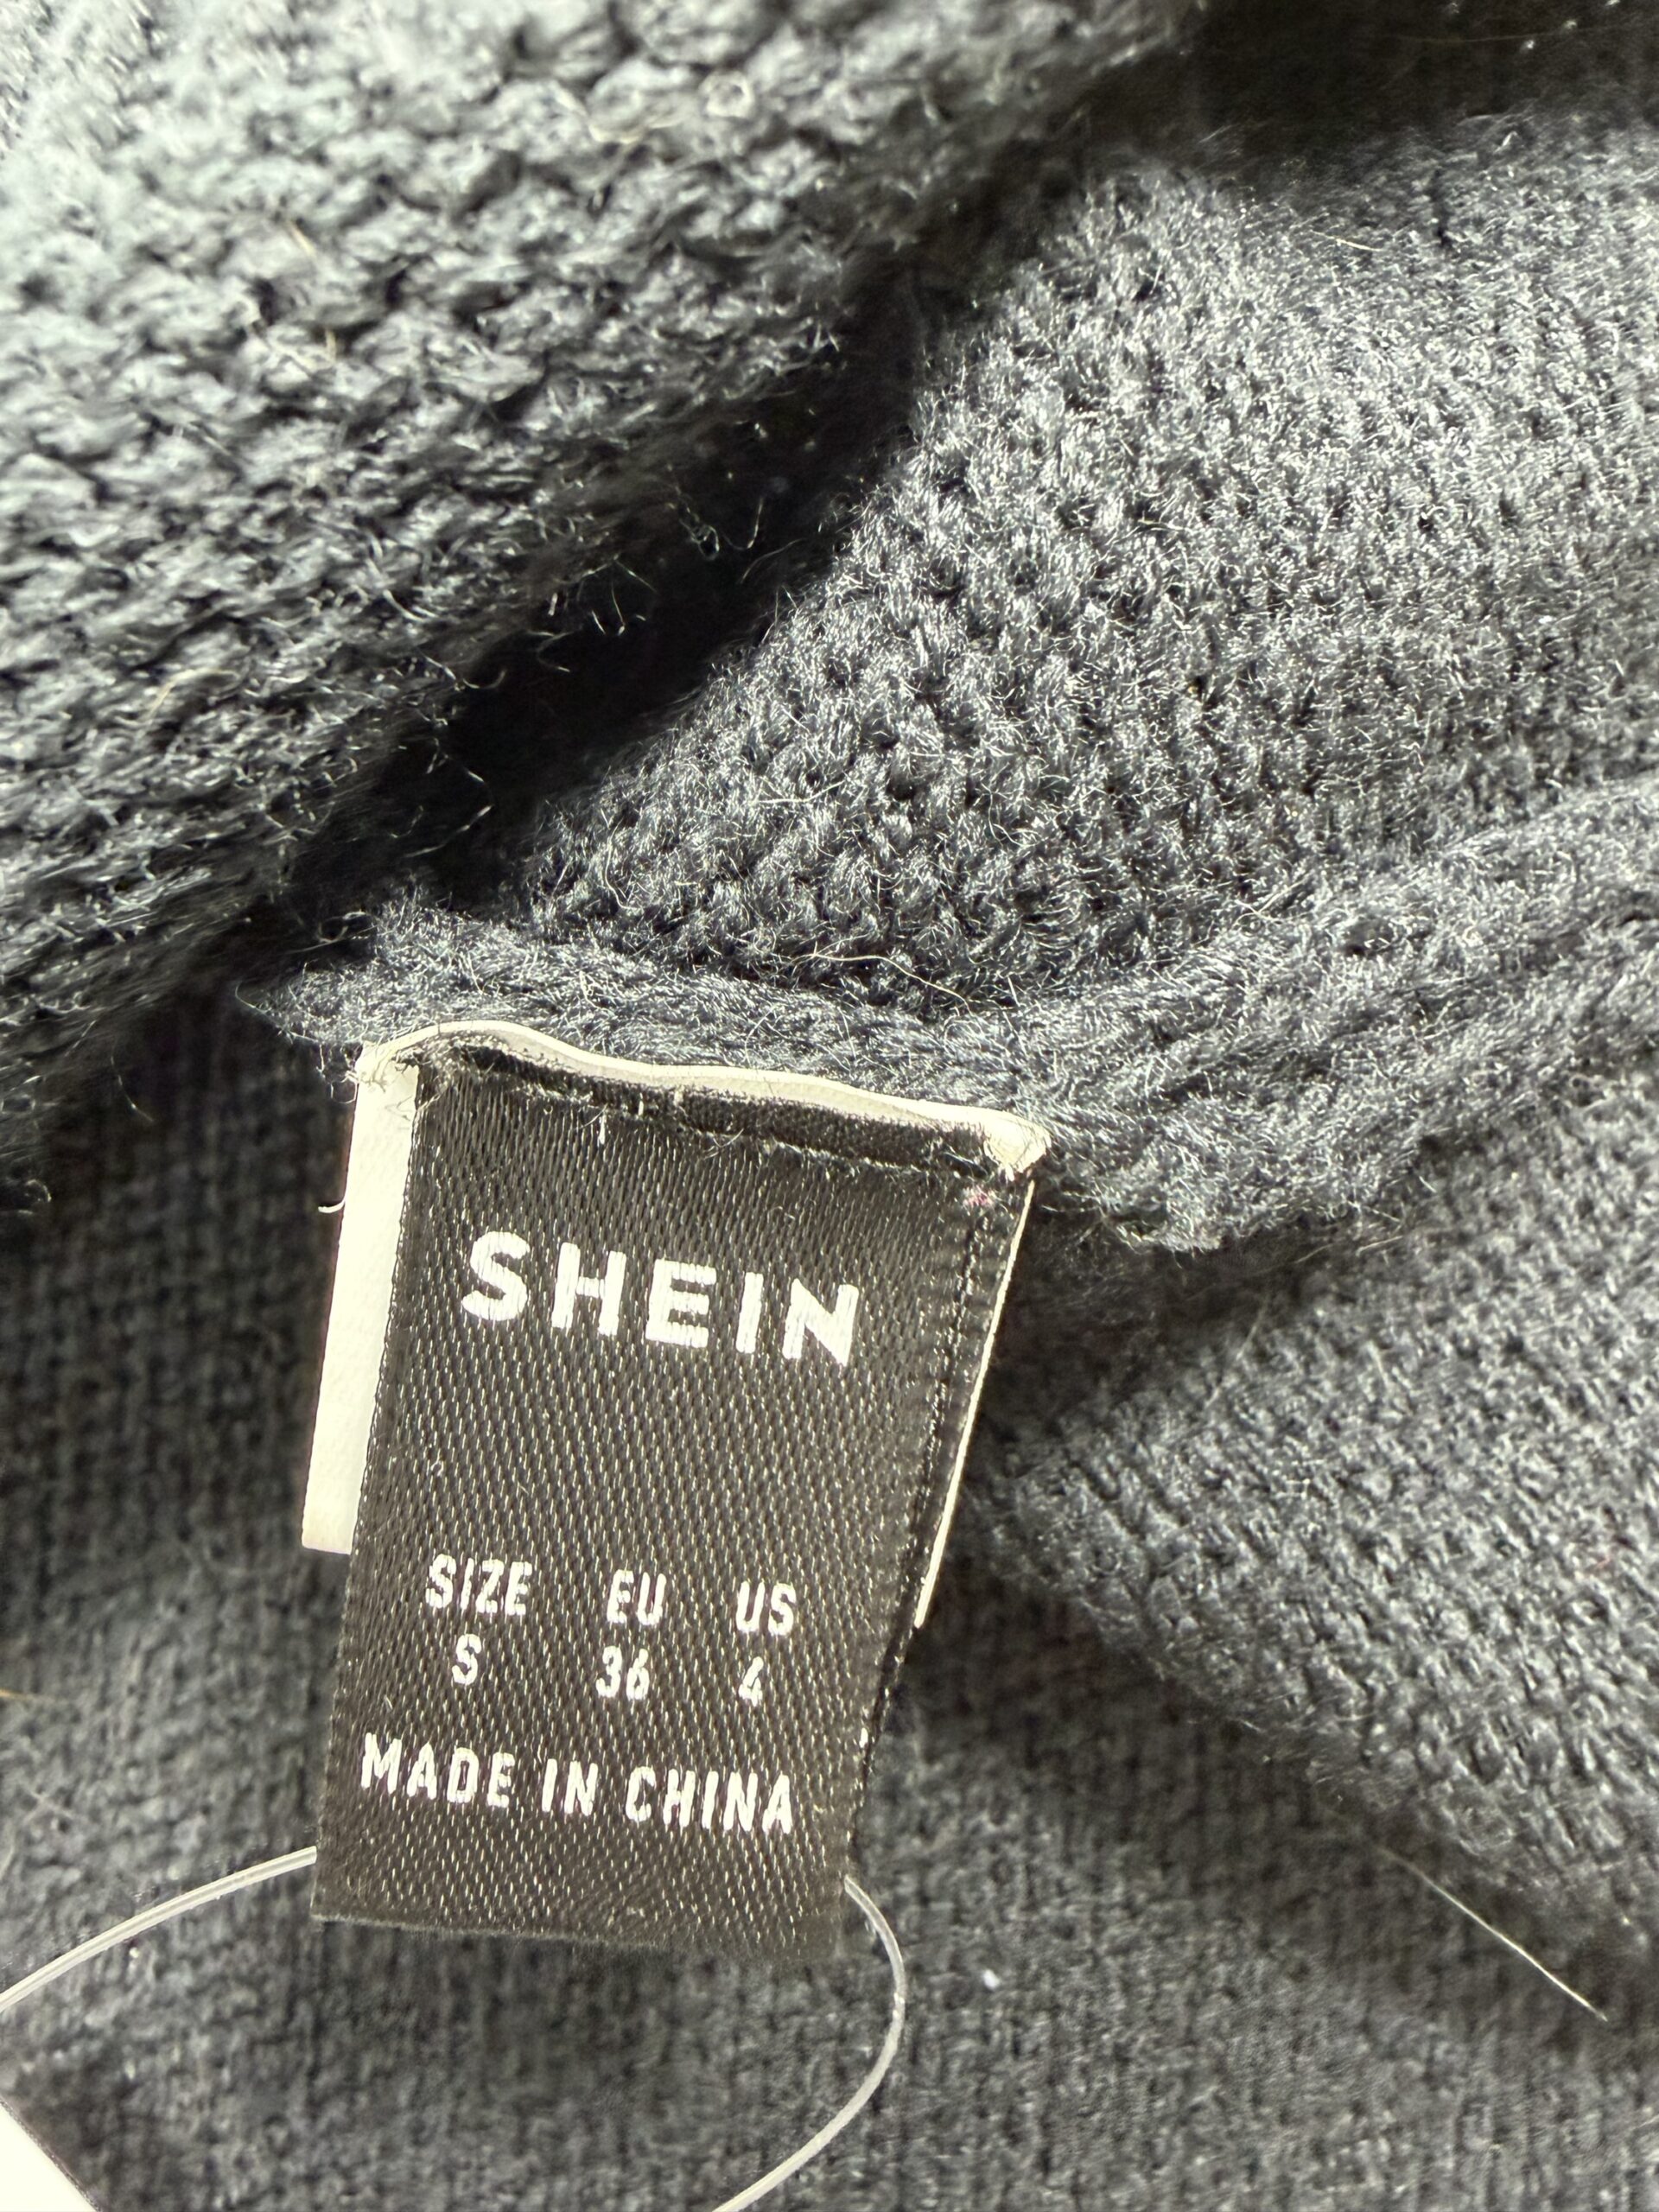 SHEIN
SIZE EU US
S 36 4
MADE IN CHINA